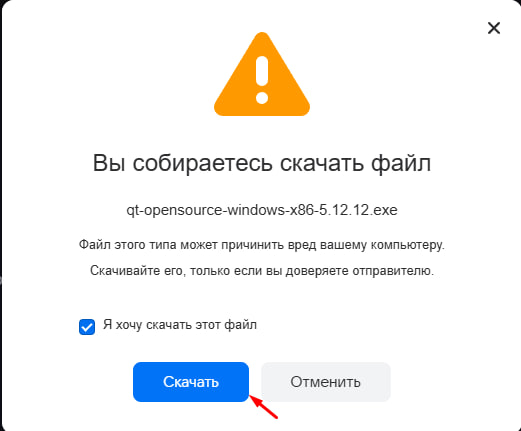 Вы собираетесь скачать файл
qt-opensource-windows-x86-5.12.12.exe
Файл этого типа может причинить вред вашему компьютеру.
Скачивайте его, только если вы доверяете отправителю.
Я хочу скачать этот файл
Скачать
Отменить